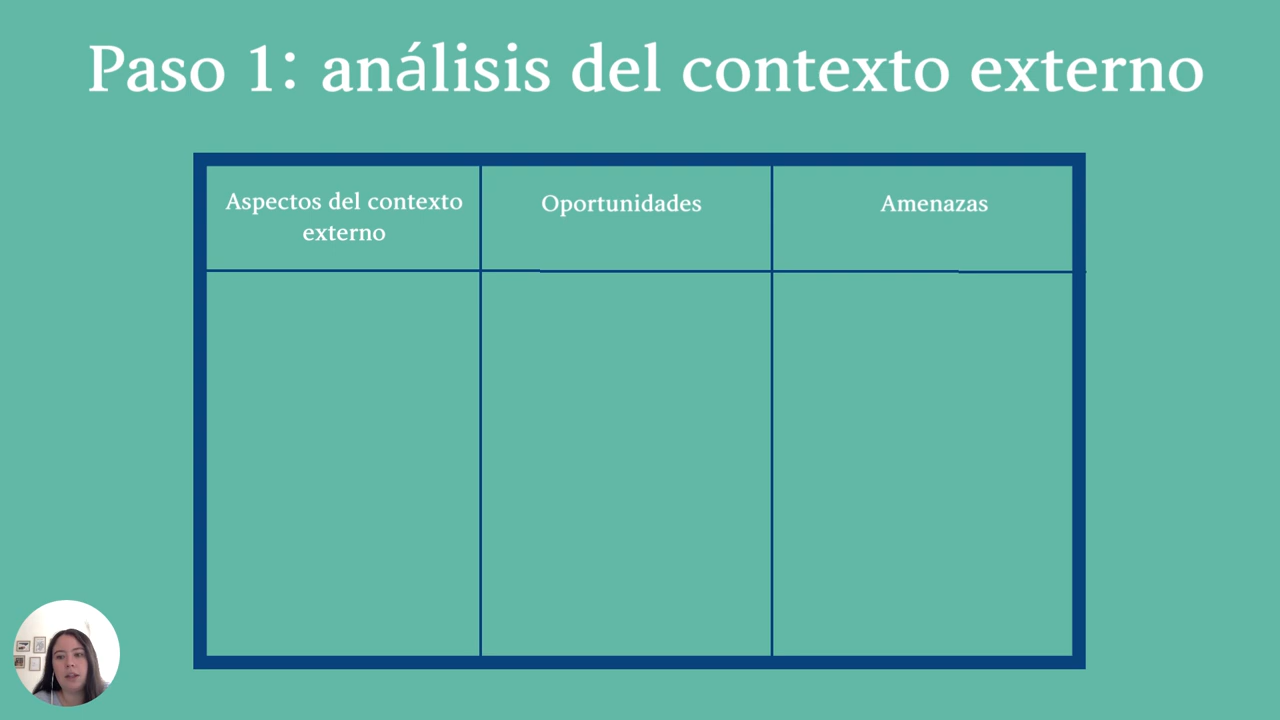 Paso 1: análisis del contexto externo
Aspectos del contexto
externo
Oportunidades
Amenazas